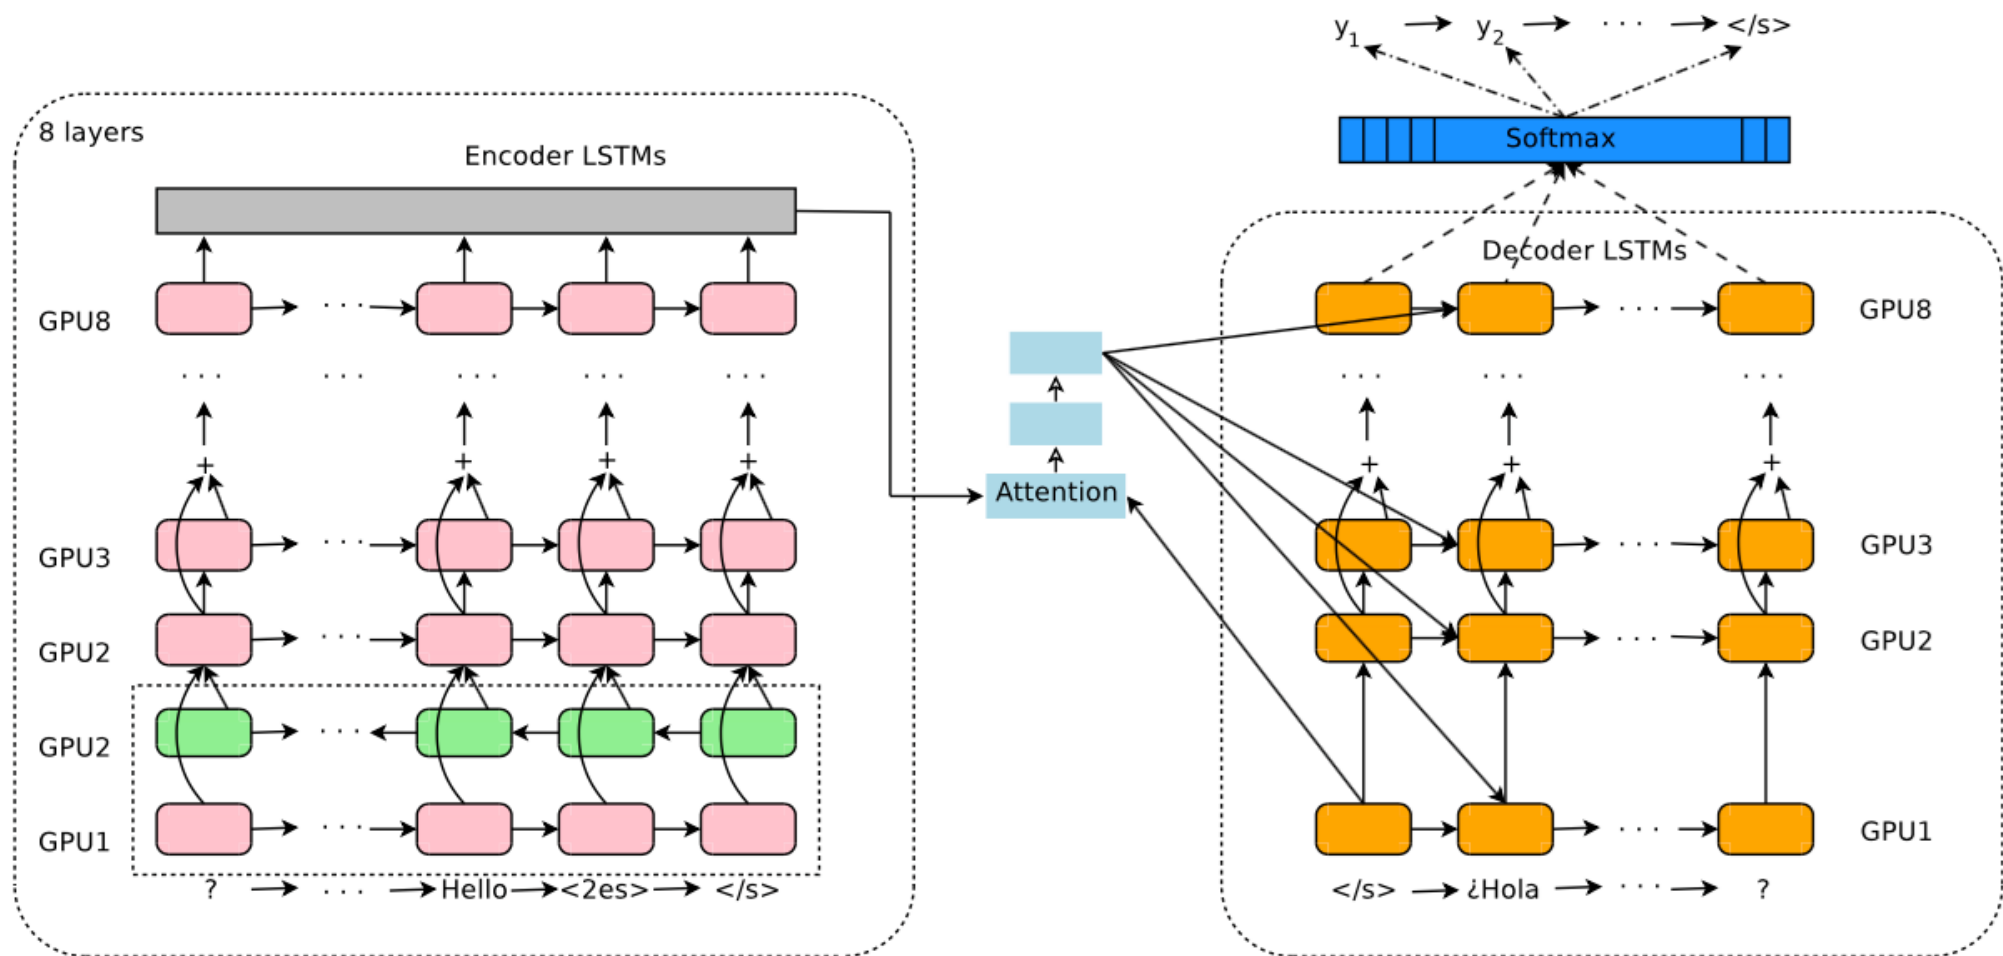 8 layers
Encoder LSTMs
GPU8
. . . . . . . . . . . . . . . . . .
+ + + +
GPU3 . . .
GPU2 . . .
GPU2 . . .
GPU1 . . .
? . . . Hello <2es> </s>
Attention
y1 y2 . . . </s>
Softmax
Decoder LSTMs
. . . GPU8
. . . . . . . . .
+ + +
. . . GPU3
. . . GPU2
. . . GPU1
</s> ¿Hola . . . ?